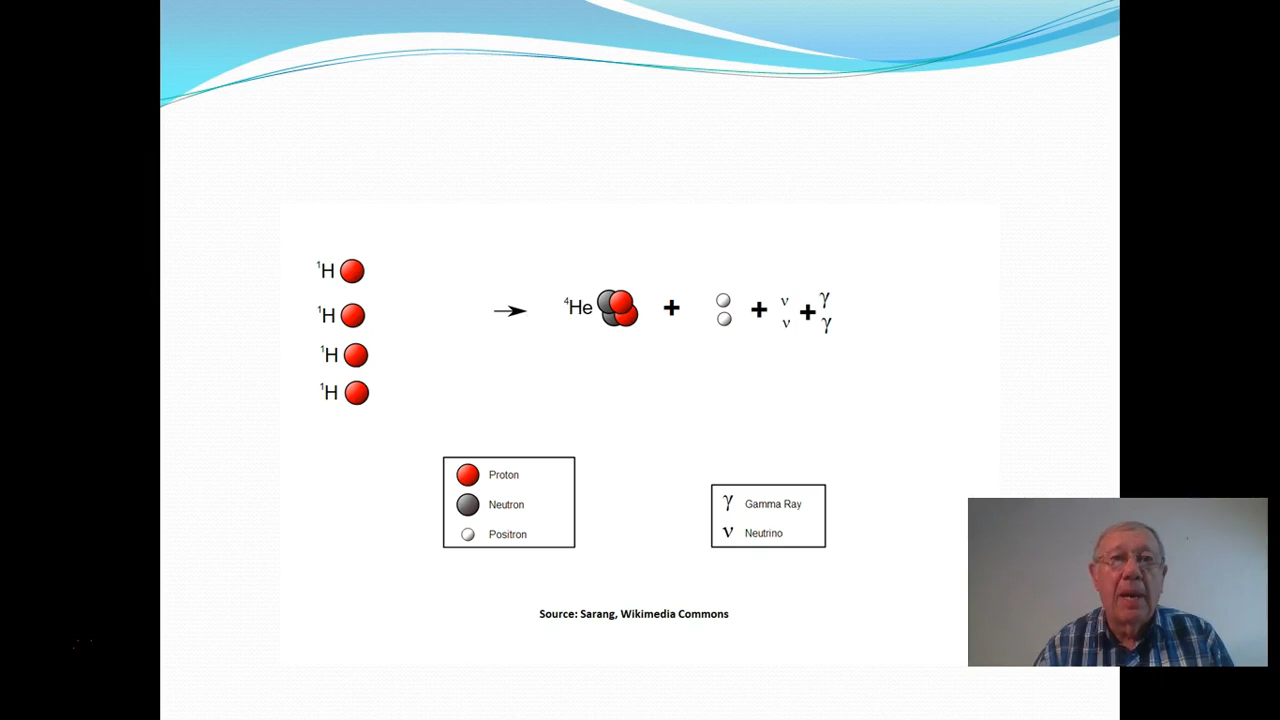 ¹H
¹H
¹H
¹H
→ ⁴He + + ν ν + γ γ
Proton
Neutron
Positron
γ Gamma Ray
ν Neutrino
Source: Sarang, Wikimedia Commons